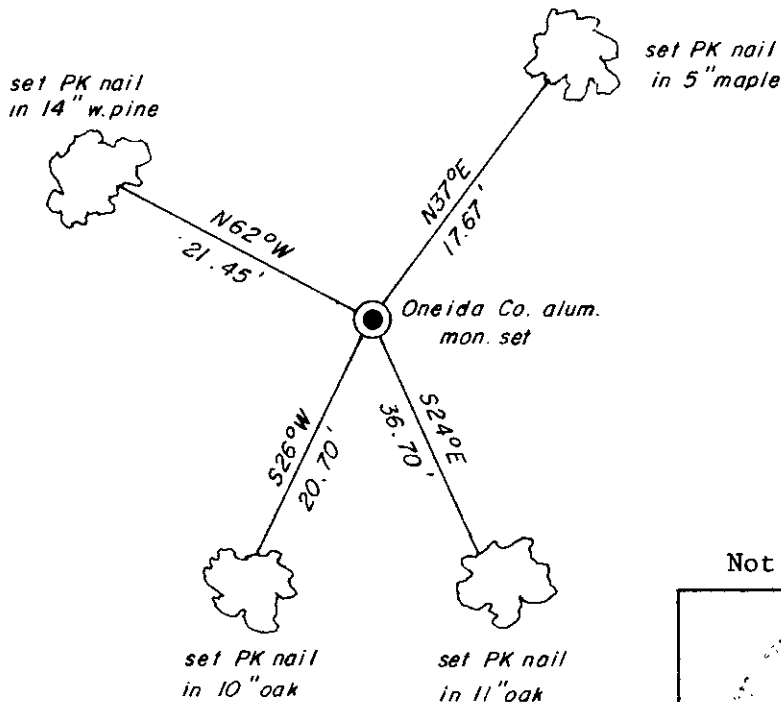 set PK nail
in 5" maple
set PK nail
in 14" w. pine
N37°E
17.67'
N62°W
21.45'
Oneida Co. alum.
mon. set
S26°W
20.70'
S24°E
36.70'
Not
set PK nail
in 10" oak
set PK nail
in 11" oak